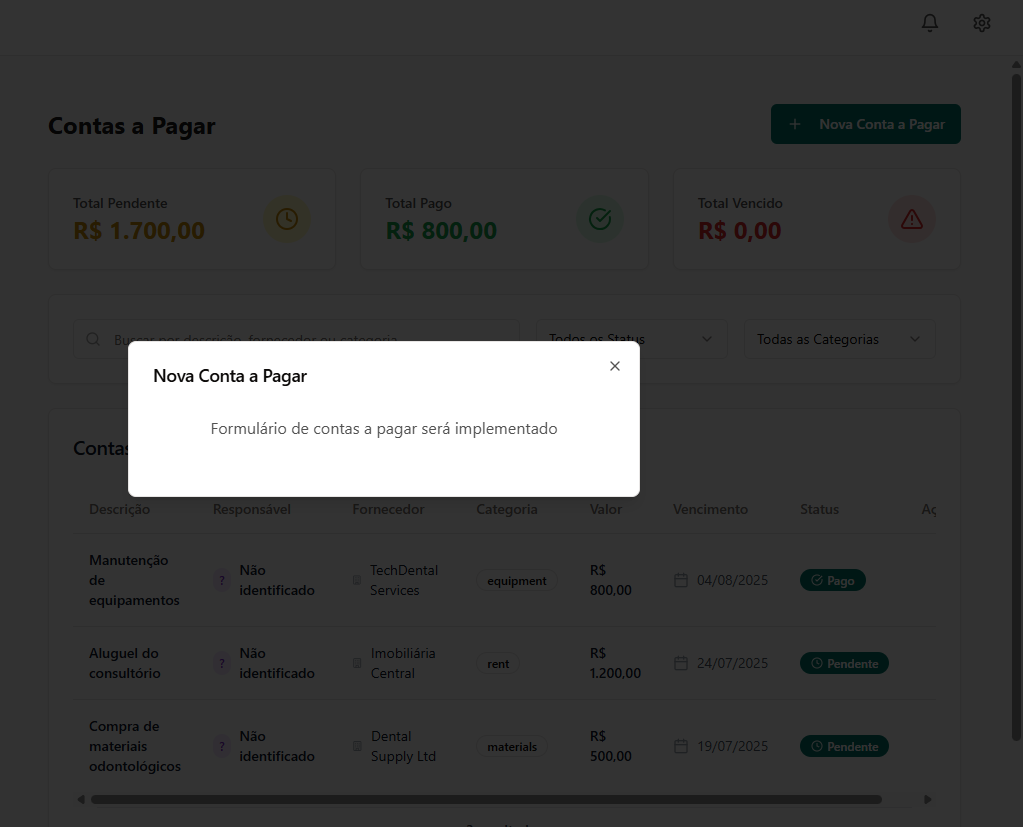 Contas a Pagar
+ Nova Conta a Pagar
Total Pendente
R$ 1.700,00
Total Pago
R$ 800,00
Total Vencido
R$ 0,00
Buscar por descrição, fornecedor ou categoria
Todos os Status
Todas as Categorias
Nova Conta a Pagar
Formulário de contas a pagar será implementado
Contas
Descrição Responsável Fornecedor Categoria Valor Vencimento Status Aç
Manutenção
de
equipamentos
?
Não
identificado
TechDental
Services
equipment
R$
800,00
04/08/2025
Pago
Aluguel do
consultório
?
Não
identificado
Imobiliária
Central
rent
R$
1.200,00
24/07/2025
Pendente
Compra de
materiais
odontológicos
?
Não
identificado
Dental
Supply Ltd
materials
R$
500,00
19/07/2025
Pendente